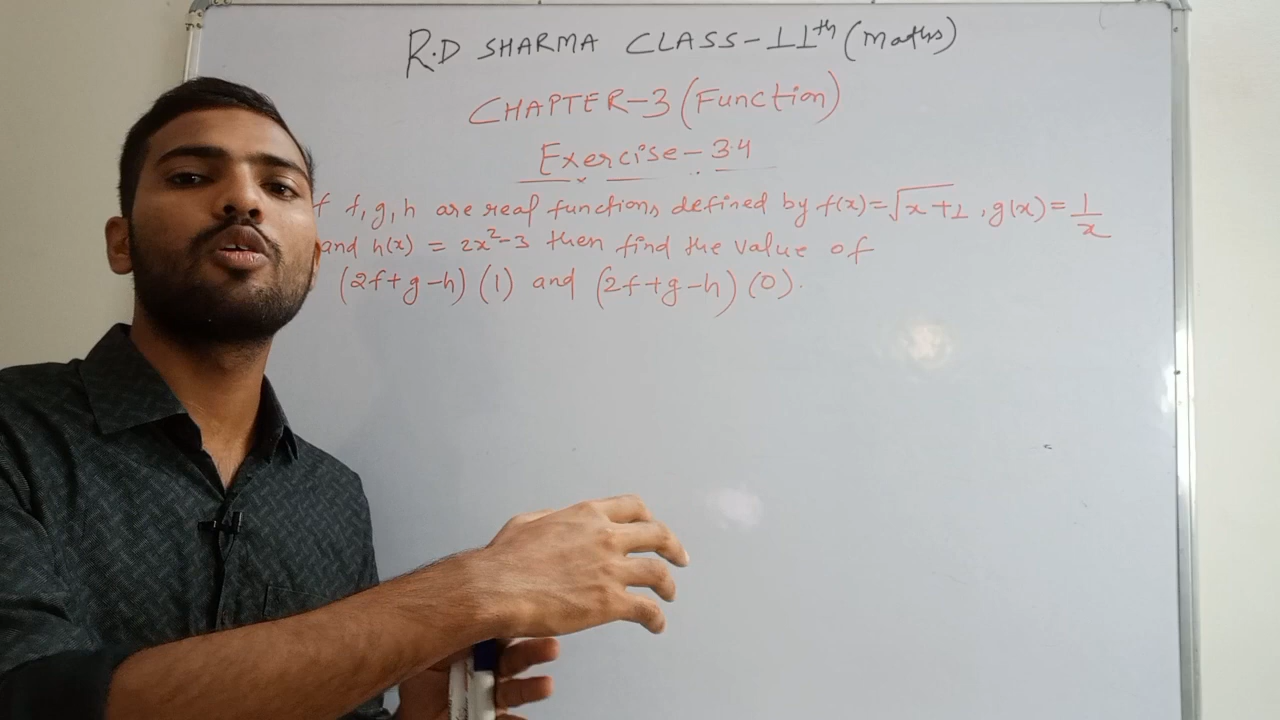 R.D SHARMA CLASS-11th (Maths)
CHAPTER-3 (Function)
Exercise-3.4
f f,g,h are real functions defined by f(x)=√x+1, g(x)=1/x
and h(x) = 2x²-3 then find the value of
(2f+g-h)(1) and (2f+g-h)(0).